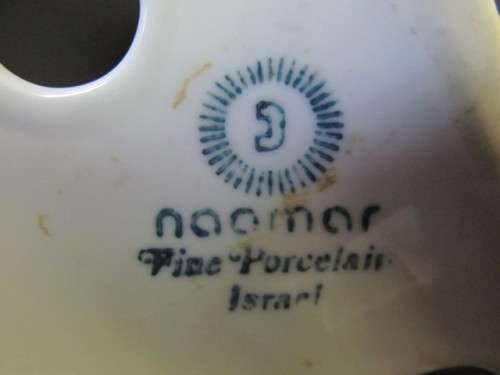 naaman
Fine Porcelain
Israel